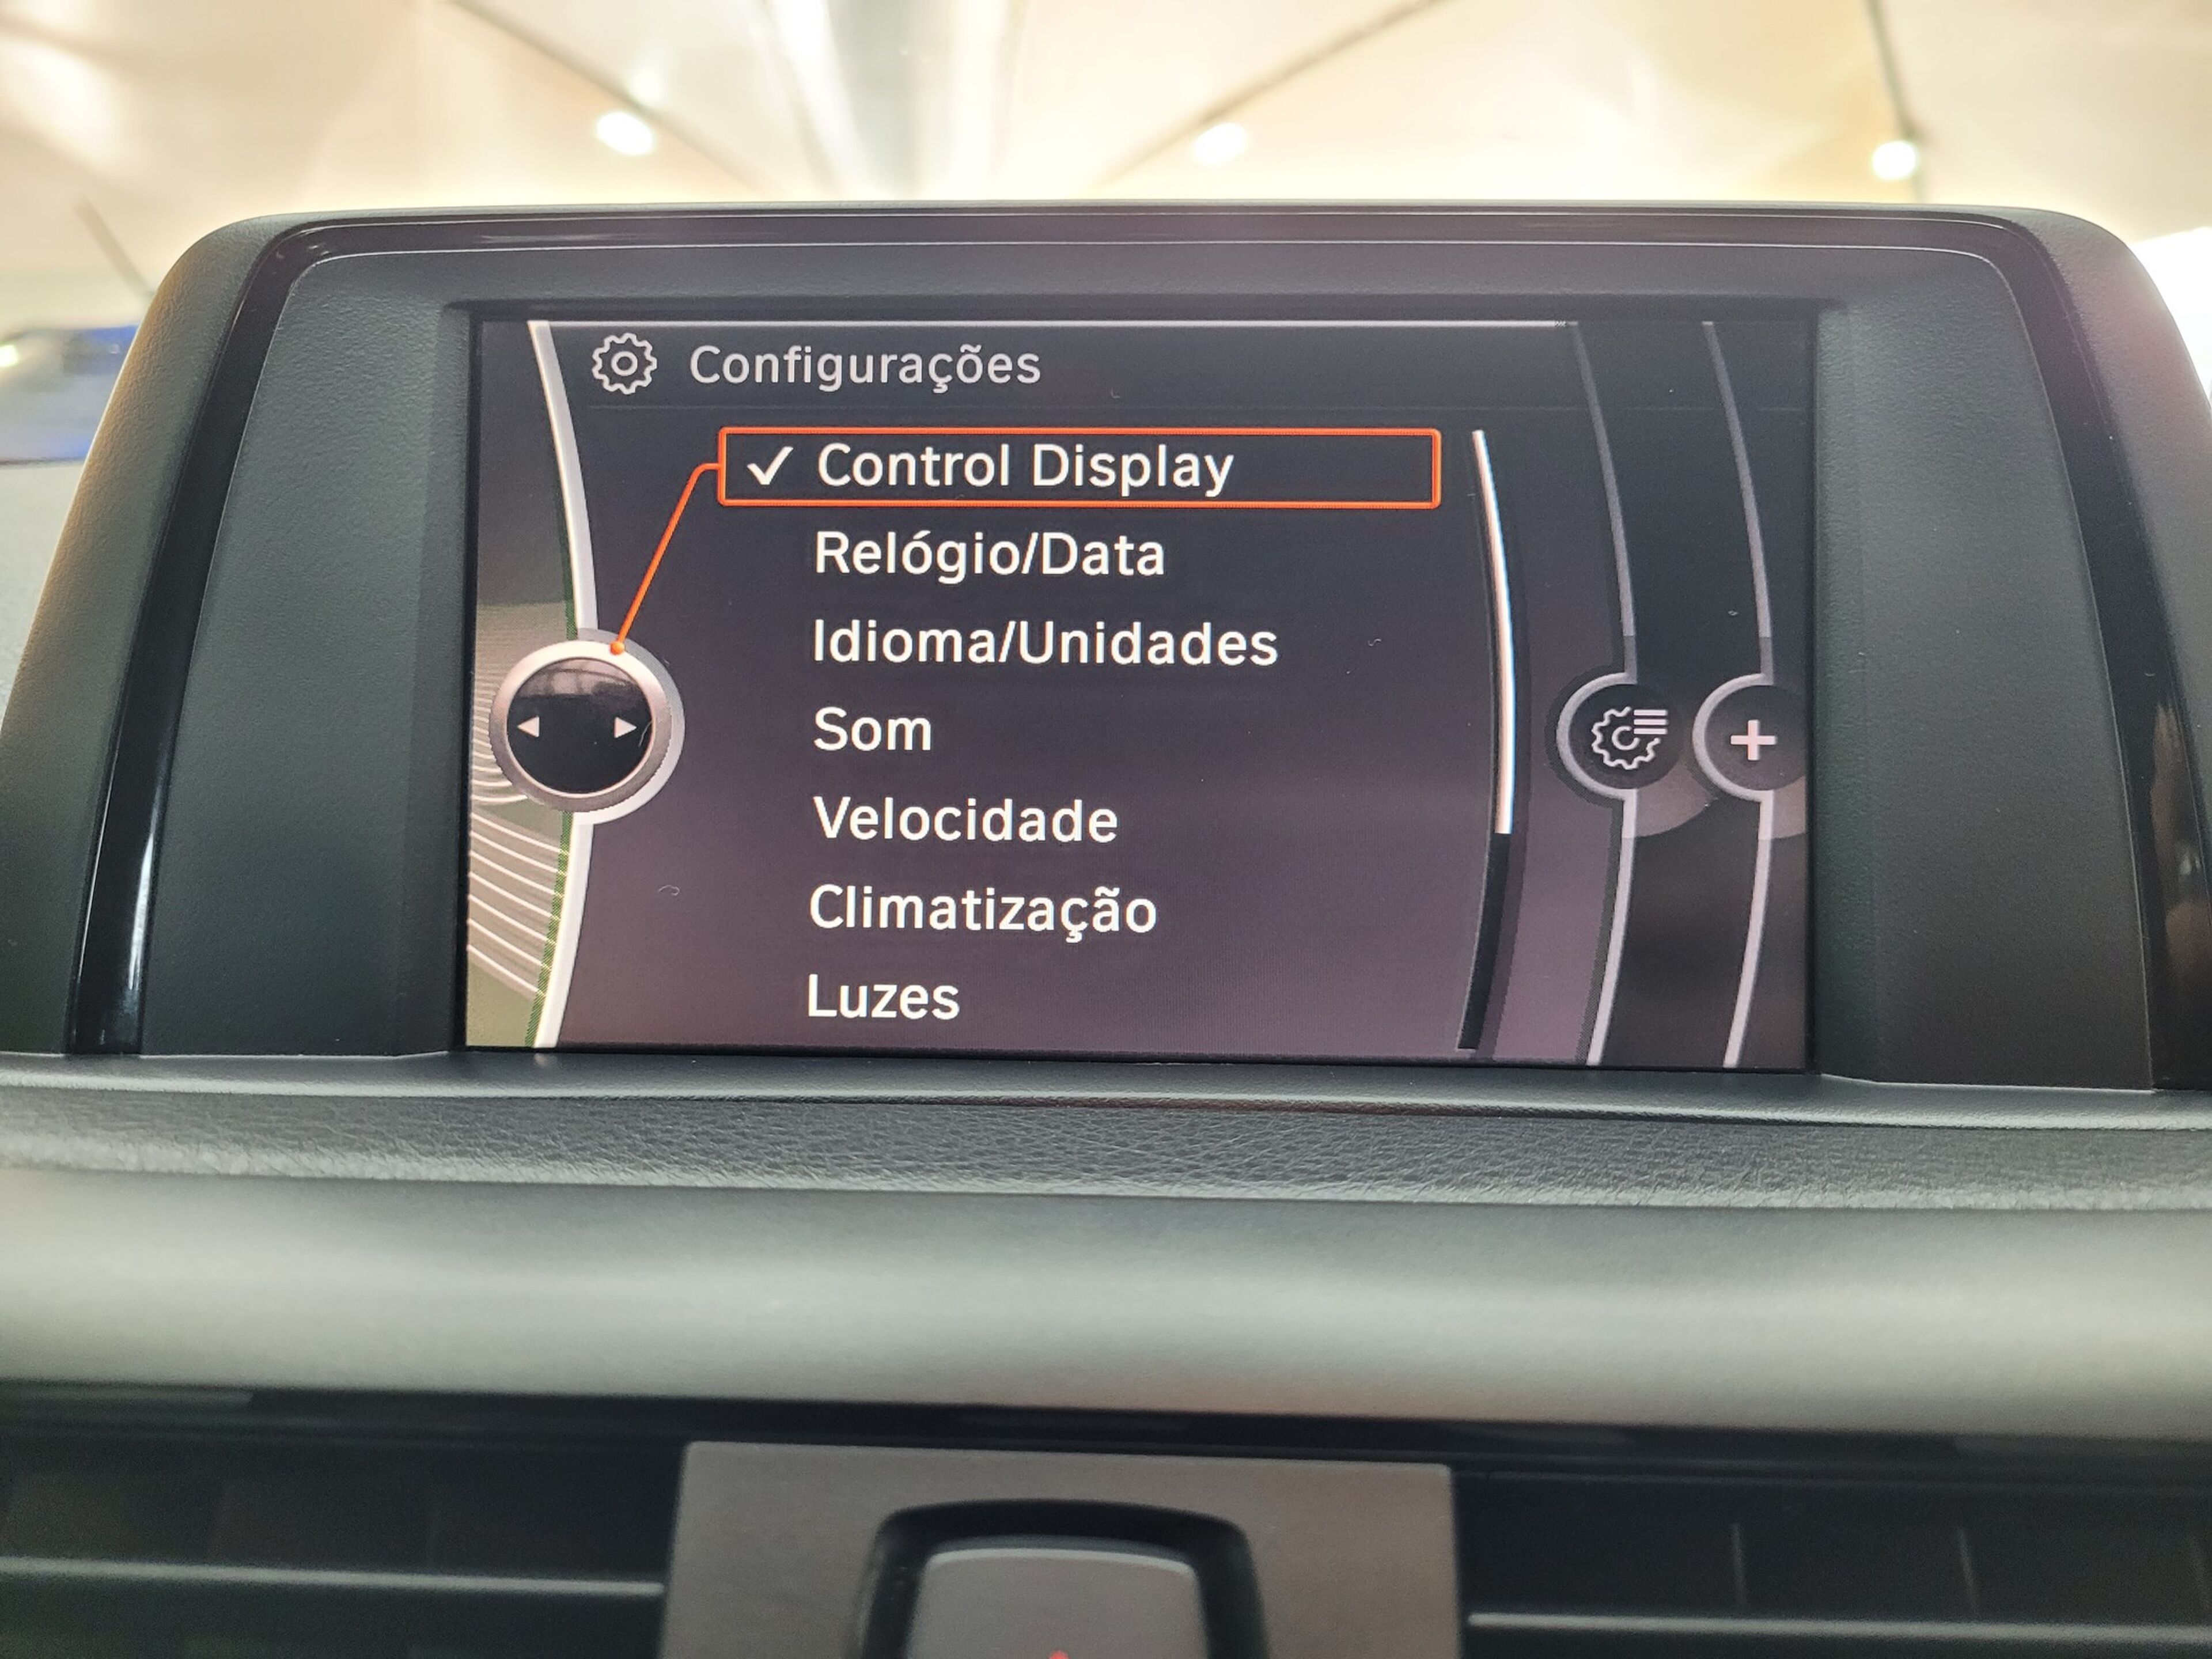 Configurações
✓ Control Display
Relógio/Data
Idioma/Unidades
Som
Velocidade
Climatização
Luzes